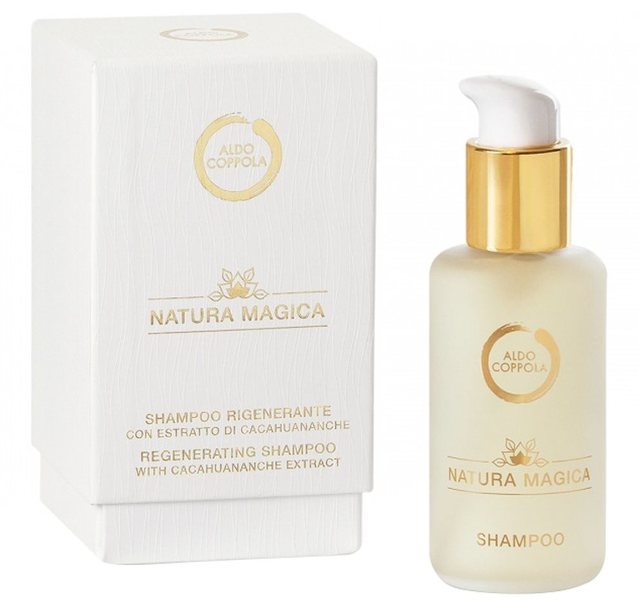 ALDO
COPPOLA
NATURA MAGICA
SHAMPOO RIGENERANTE
CON ESTRATTO DI CACAHUANANCHE
REGENERATING SHAMPOO
WITH CACAHUANANCHE EXTRACT
ALDO
COPPOLA
NATURA MAGICA
SHAMPOO